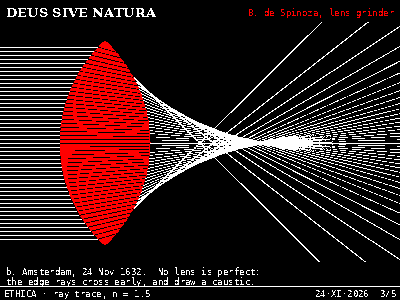 DEUS SIVE NATURA
B. de Spinoza, lens grinder
b. Amsterdam, 24 Nov 1632. No lens is perfect:
the edge rays cross early, and draw a caustic.
ETHICA · ray trace, n = 1.5
24·XI·2026 3/5